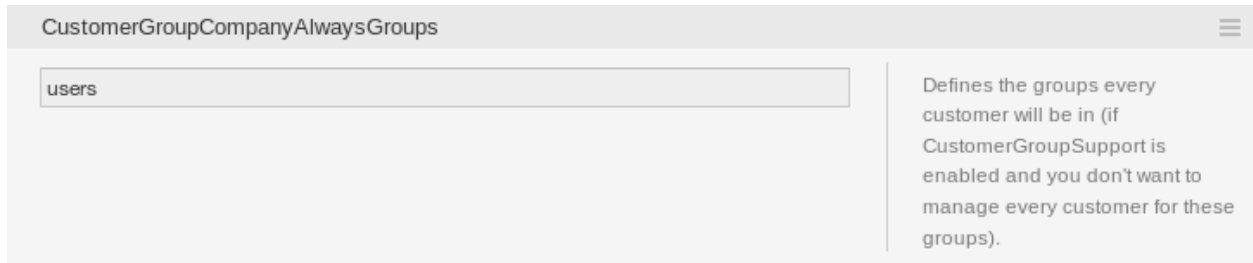 CustomerGroupCompanyAlwaysGroups
users
Defines the groups every
customer will be in (if
CustomerGroupSupport is
enabled and you don't want to
manage every customer for these
groups).